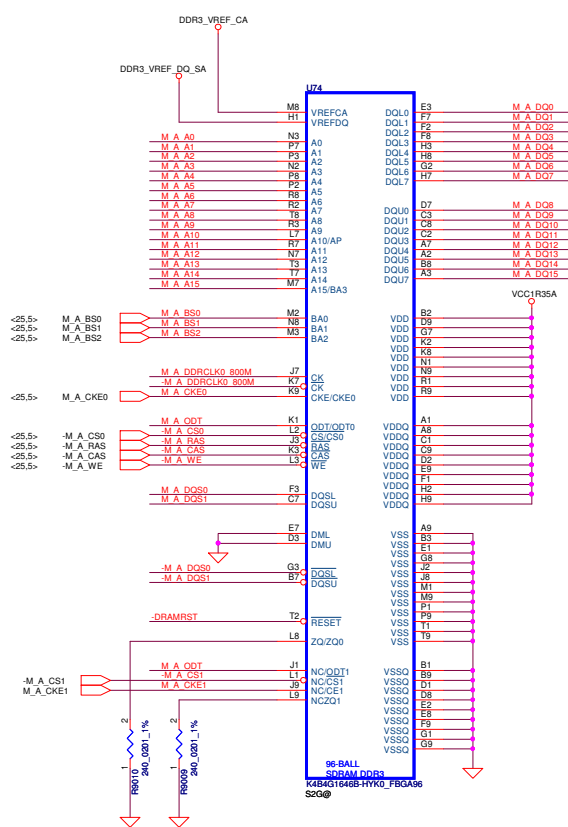 DDR3_VREF_CA
DDR3_VREF_DQ_SA
U74
M8 VREFCA DQL0 E3 M_A_DQ0
H1 VREFDQ DQL1 F7 M_A_DQ1
DQL2 F2 M_A_DQ2
M_A_A0 N3 A0 DQL3 F8 M_A_DQ3
M_A_A1 P7 A1 DQL4 H3 M_A_DQ4
M_A_A2 P3 A2 DQL5 H8 M_A_DQ5
M_A_A3 N2 A3 DQL6 G2 M_A_DQ6
M_A_A4 P8 A4 DQL7 H7 M_A_DQ7
M_A_A5 P2 A5
M_A_A6 R8 A6
M_A_A7 R2 A7 DQU0 D7 M_A_DQ8
M_A_A8 T8 A8 DQU1 C3 M_A_DQ9
M_A_A9 R3 A9 DQU2 C8 M_A_DQ10
M_A_A10 L7 A10/AP DQU3 C2 M_A_DQ11
M_A_A11 R7 A11 DQU4 A7 M_A_DQ12
M_A_A12 N7 A12 DQU5 A2 M_A_DQ13
M_A_A13 T3 A13 DQU6 B8 M_A_DQ14
M_A_A14 T7 A14 DQU7 A3 M_A_DQ15
M_A_A15 M7 A15/BA3
VCC1R35A
<25,5> M_A_BS0 M_A_BS0 M2 BA0 VDD B2
<25,5> M_A_BS1 M_A_BS1 N8 BA1 VDD D9
<25,5> M_A_BS2 M_A_BS2 M3 BA2 VDD G7
VDD K2
VDD K8
VDD N1
M_A_DDRCLK0_800M J7 CK VDD N9
-M_A_DDRCLK0_800M K7 CK VDD R1
<25,5> M_A_CKE0 M_A_CKE0 K9 CKE/CKE0 VDD R9
M_A_ODT K1 ODT/ODT0 VDDQ A1
<25,5> -M_A_CS0 -M_A_CS0 L2 CS/CS0 VDDQ A8
<25,5> -M_A_RAS -M_A_RAS J3 RAS VDDQ C1
<25,5> -M_A_CAS -M_A_CAS K3 CAS VDDQ C9
<25,5> -M_A_WE -M_A_WE L3 WE VDDQ D2
VDDQ E9
VDDQ F1
M_A_DQS0 F3 DQSL VDDQ H2
M_A_DQS1 C7 DQSU VDDQ H9
E7 DML VSS A9
D3 DMU VSS B3
VSS E1
VSS G8
-M_A_DQS0 G3 DQSL VSS J2
-M_A_DQS1 B7 DQSU VSS J8
VSS M1
VSS M9
VSS P1
-DRAMRST T2 RESET VSS P9
VSS T1
L8 ZQ/ZQ0 VSS T9
M_A_ODT J1 NC/ODT1 VSSQ B1
-M_A_CS1 -M_A_CS1 L1 NC/CS1 VSSQ B9
M_A_CKE1 M_A_CKE1 J9 NC/CE1 VSSQ D1
L9 NCZQ1 VSSQ D8
VSSQ E2
VSSQ E8
VSSQ F9
VSSQ G1
VSSQ G9
2 1 R9010 240_0201_1%
2 1 R9009 240_0201_1%
96-BALL
SDRAM DDR3
K4B4G1646B-HYK0_FBGA96
S2G@